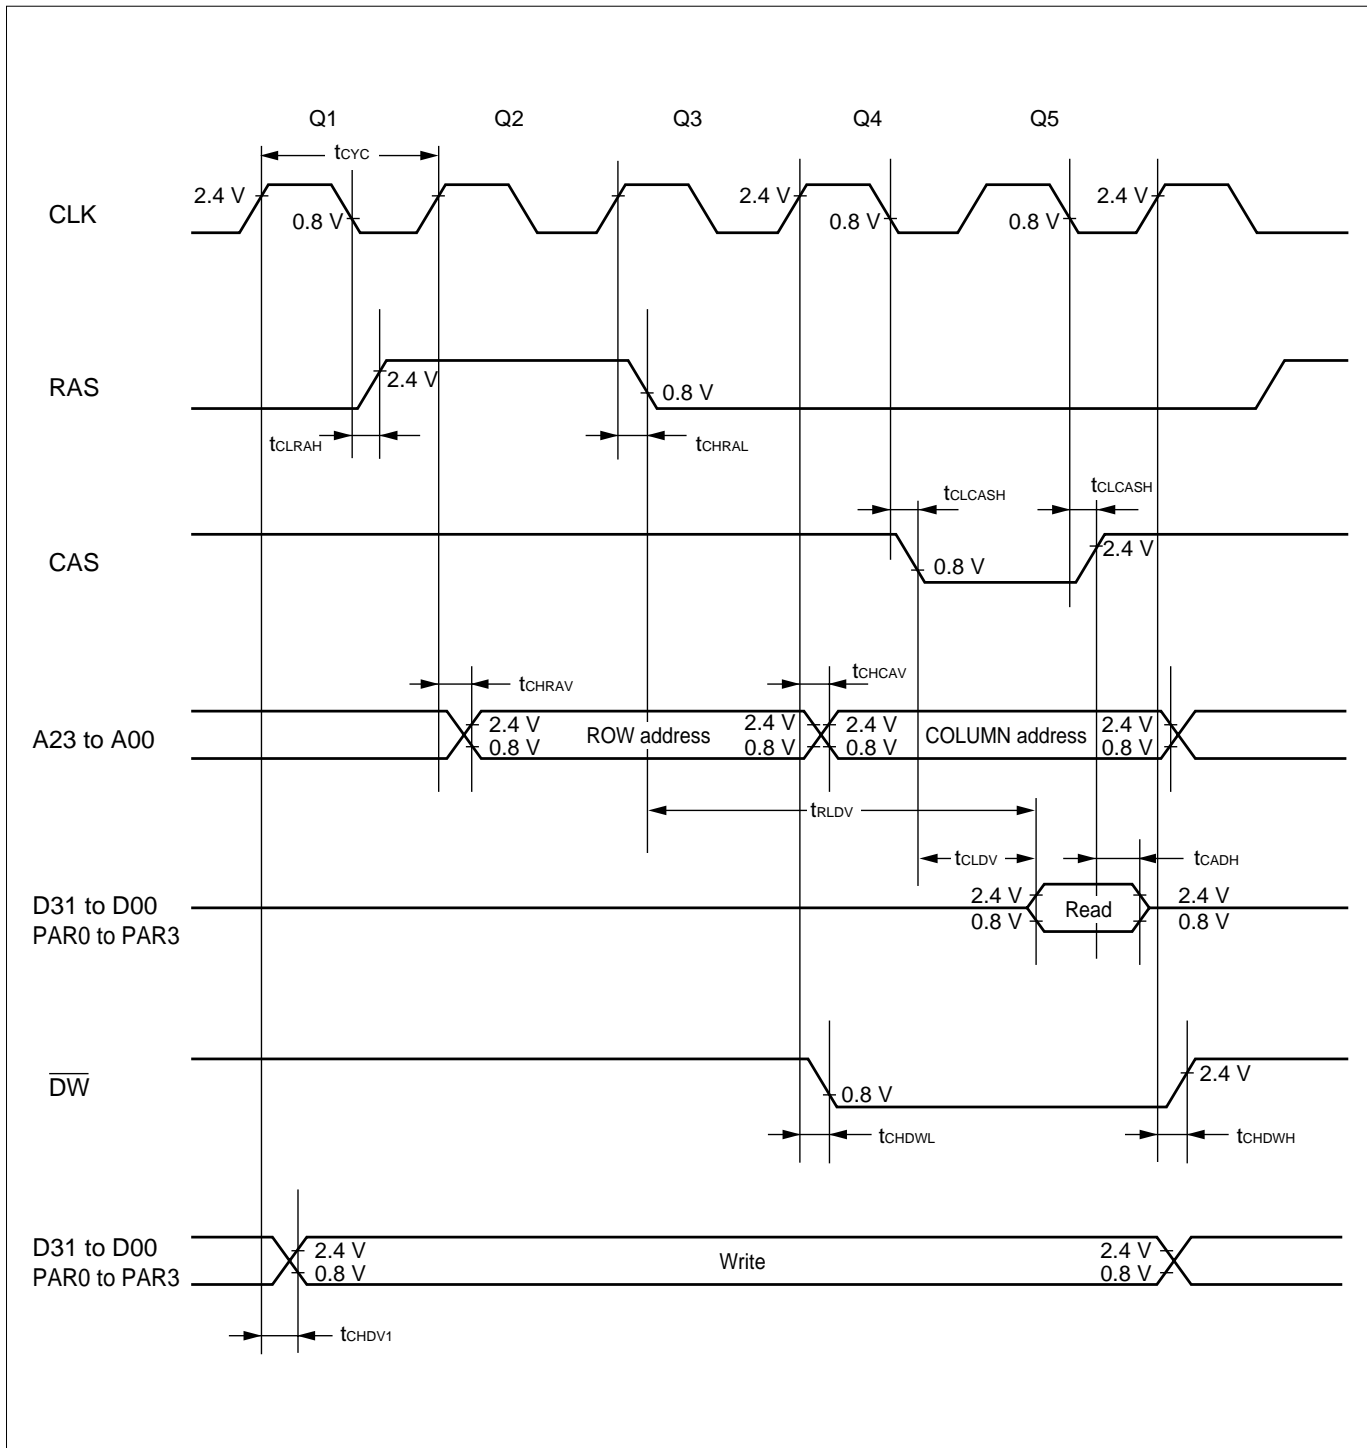 Q1 Q2 Q3 Q4 Q5
tCYC
CLK 2.4 V 0.8 V 2.4 V 0.8 V 0.8 V 2.4 V
RAS 2.4 V 0.8 V
tCLRAH tCHRAL
tCLCASH tCLCASH
CAS 0.8 V 2.4 V
tCHRAV tCHCAV
A23 to A00 2.4 V 0.8 V ROW address 2.4 V 0.8 V 2.4 V 0.8 V COLUMN address 2.4 V 0.8 V
tRLDV
tCLDV tCADH
D31 to D00 2.4 V Read 2.4 V
PAR0 to PAR3 0.8 V 0.8 V
DW 0.8 V 2.4 V
tCHDWL tCHDWH
D31 to D00 2.4 V Write 2.4 V
PAR0 to PAR3 0.8 V 0.8 V
tCHDV1